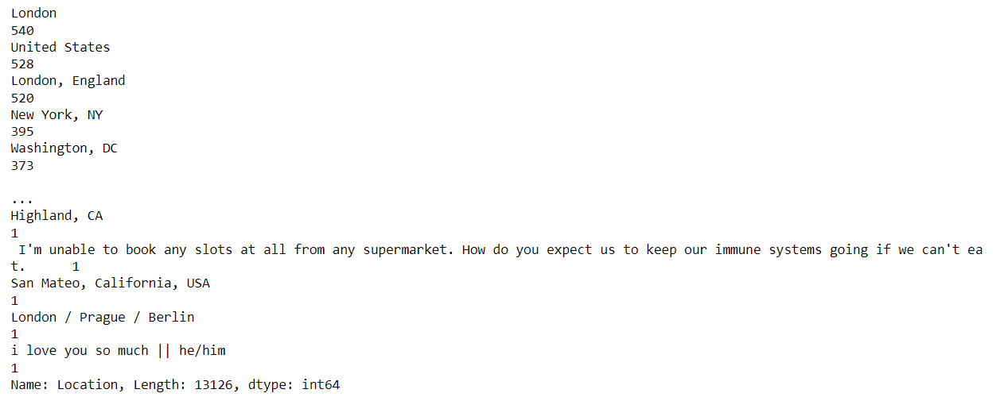 London
540
United States
528
London, England
520
New York, NY
395
Washington, DC
373
...
Highland, CA
1
I'm unable to book any slots at all from any supermarket. How do you expect us to keep our immune systems going if we can't ea
t.      1
San Mateo, California, USA
1
London / Prague / Berlin
1
i love you so much || he/him
1
Name: Location, Length: 13126, dtype: int64